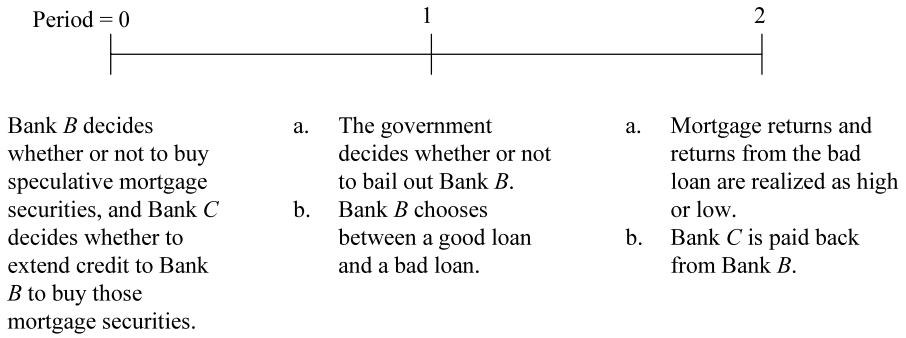 Period = 0
1
2
Bank B decides
whether or not to buy
speculative mortgage
securities, and Bank C
decides whether to
extend credit to Bank
B to buy those
mortgage securities.
a. The government
decides whether or not
to bail out Bank B.
b. Bank B chooses
between a good loan
and a bad loan.
a. Mortgage returns and
returns from the bad
loan are realized as high
or low.
b. Bank C is paid back
from Bank B.